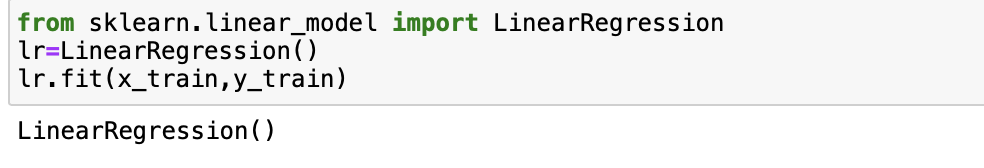 from sklearn.linear_model import LinearRegression
lr=LinearRegression()
lr.fit(x_train,y_train)
LinearRegression()